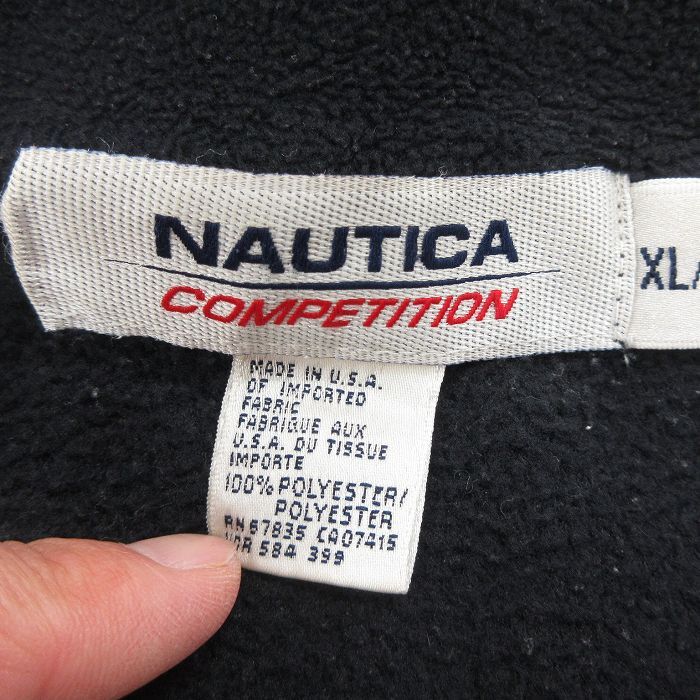 NAUTICA
COMPETITION
XLA
MADE IN U.S.A.
OF IMPORTED
FABRIC
FABRIQUE AUX
U.S.A. DU TISSUE
IMPORTE
100% POLYESTER/
POLYESTER
RN 67835 CA07415
584 399